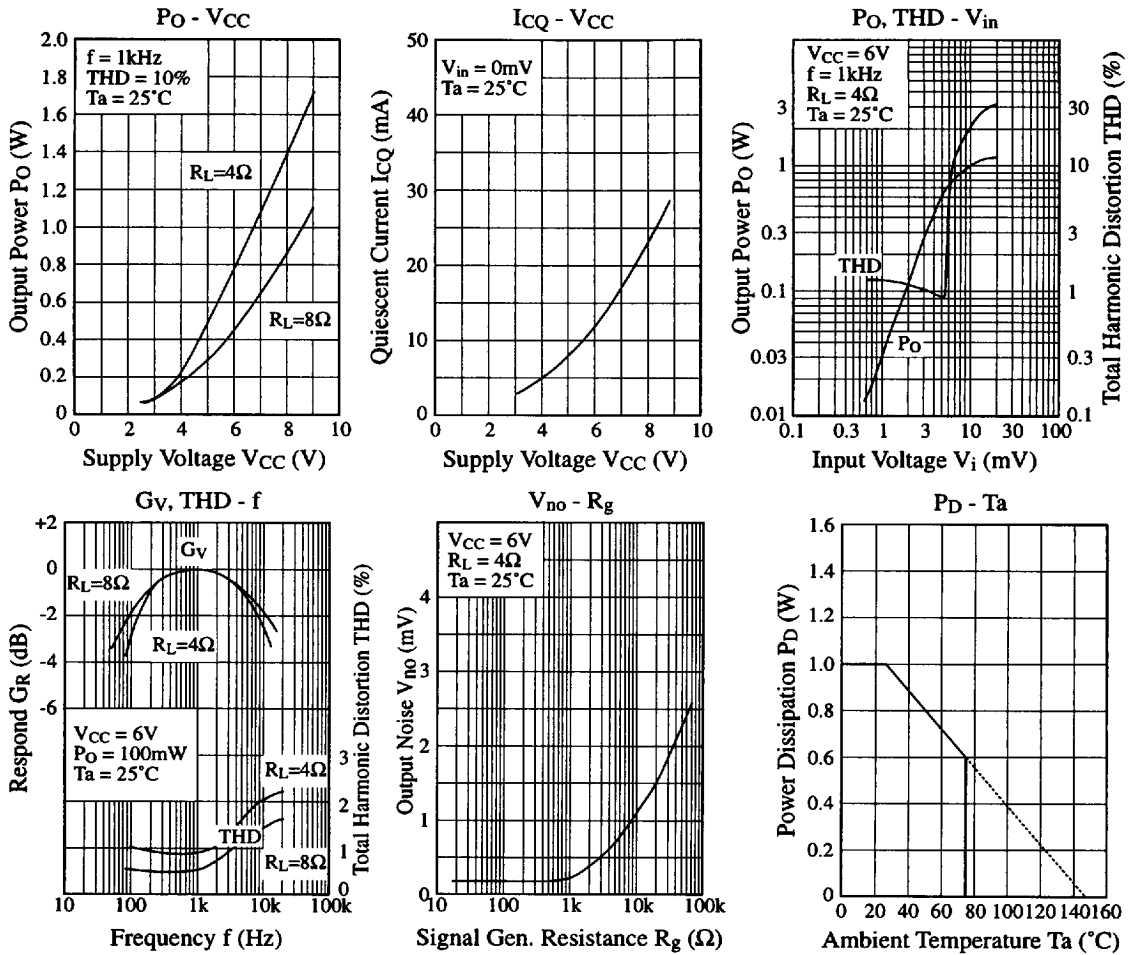 PO - VCC
2.0
1.8
1.6
1.4
1.2
1.0
0.8
0.6
0.4
0.2
0
f = 1kHz
THD = 10%
Ta = 25°C
RL=4Ω
RL=8Ω
0 2 4 6 8 10
Output Power PO (W)
Supply Voltage VCC (V)
ICQ - VCC
50
40
30
20
10
0
Vin = 0mV
Ta = 25°C
0 2 4 6 8 10
Quiescent Current ICQ (mA)
Supply Voltage VCC (V)
PO, THD - Vin
VCC = 6V
f = 1kHz
RL = 4Ω
Ta = 25°C
3
1
0.3
0.1
0.03
0.01
30
10
3
1
0.3
0.1
THD
PO
0.1 0.3 1 3 10 30 100
Output Power PO (W)
Total Harmonic Distortion THD (%)
Input Voltage Vi (mV)
GV, THD - f
+2
0
-2
-4
-6
GV
RL=8Ω
RL=4Ω
VCC = 6V
PO = 100mW
Ta = 25°C
3
2
1
0
RL=4Ω
THD
RL=8Ω
10 100 1k 10k 100k
Respond GR (dB)
Total Harmonic Distortion THD (%)
Frequency f (Hz)
Vno - Rg
VCC = 6V
RL = 4Ω
Ta = 25°C
4
3
2
1
0
10 100 1k 10k 100k
Output Noise Vno (mV)
Signal Gen. Resistance Rg (Ω)
PD - Ta
1.6
1.4
1.2
1.0
0.8
0.6
0.4
0.2
0
0 20 40 60 80 100 120 140 160
Power Dissipation PD (W)
Ambient Temperature Ta (°C)